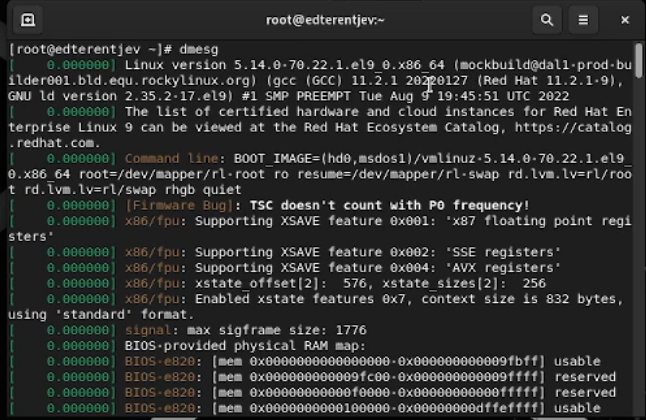 root@edterentjev:~
[root@edterentjev ~]# dmesg
[    0.000000] Linux version 5.14.0-70.22.1.el9_0.x86_64 (mockbuild@dal1-prod-bu
ilder001.bld.equ.rockylinux.org) (gcc (GCC) 11.2.1 20220127 (Red Hat 11.2.1-9),
GNU ld version 2.35.2-17.el9) #1 SMP PREEMPT Tue Aug 9 19:45:51 UTC 2022
[    0.000000] The list of certified hardware and cloud instances for Red Hat En
terprise Linux 9 can be viewed at the Red Hat Ecosystem Catalog, https://catalog
.redhat.com.
[    0.000000] Command line: BOOT_IMAGE=(hd0,msdos1)/vmlinuz-5.14.0-70.22.1.el9_
0.x86_64 root=/dev/mapper/rl-root ro resume=/dev/mapper/rl-swap rd.lvm.lv=rl/roo
t rd.lvm.lv=rl/swap rhgb quiet
[    0.000000] [Firmware Bug]: TSC doesn't count with P0 frequency!
[    0.000000] x86/fpu: Supporting XSAVE feature 0x001: 'x87 floating point regi
sters'
[    0.000000] x86/fpu: Supporting XSAVE feature 0x002: 'SSE registers'
[    0.000000] x86/fpu: Supporting XSAVE feature 0x004: 'AVX registers'
[    0.000000] x86/fpu: xstate_offset[2]:  576, xstate_sizes[2]:  256
[    0.000000] x86/fpu: Enabled xstate features 0x7, context size is 832 bytes,
using 'standard' format.
[    0.000000] signal: max sigframe size: 1776
[    0.000000] BIOS-provided physical RAM map:
[    0.000000] BIOS-e820: [mem 0x0000000000000000-0x000000000009fbff] usable
[    0.000000] BIOS-e820: [mem 0x000000000009fc00-0x000000000009ffff] reserved
[    0.000000] BIOS-e820: [mem 0x00000000000f0000-0x00000000000fffff] reserved
[    0.000000] BIOS-e820: [mem 0x0000000000100000-0x00000000dffeffff] usable